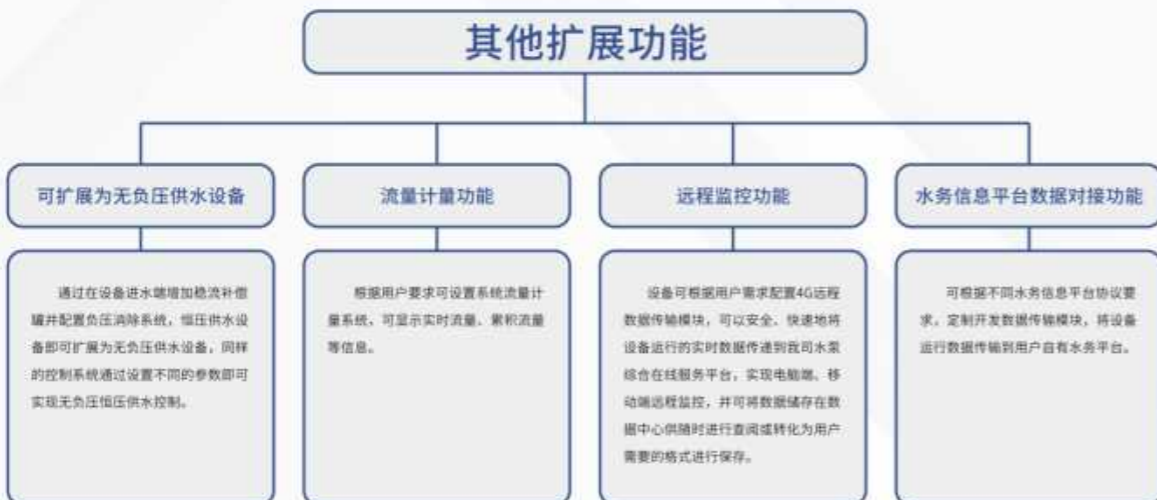 其他扩展功能
可扩展为无负压供水设备
通过在设备进水端增加稳流补偿
罐并配置负压消除系统，恒压供水设
备即可扩展为无负压供水设备，同样
的控制系统通过设置不同的参数即可
实现无负压恒压供水控制。
流量计量功能
根据用户要求可设置系统流量计
量系统，可显示实时流量、累积流量
等信息。
远程监控功能
设备可根据用户需求配置4G远程
数据传输模块，可以安全、快速地将
设备运行的实时数据传递到我司水泵
综合在线服务平台，实现电脑端、移
动端远程监控，并可将数据储存在数
据中心供随时进行查阅或转化为用户
需要的格式进行保存。
水务信息平台数据对接功能
可根据不同水务信息平台协议要
求，定制开发数据传输模块，将设备
运行数据传输到用户自有水务平台。